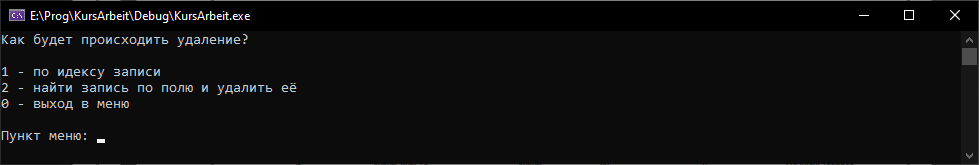 E:\Prog\KursArbeit\Debug\KursArbeit.exe
Как будет происходить удаление?
1 - по идексу записи
2 - найти запись по полю и удалить её
0 - выход в меню
Пункт меню: